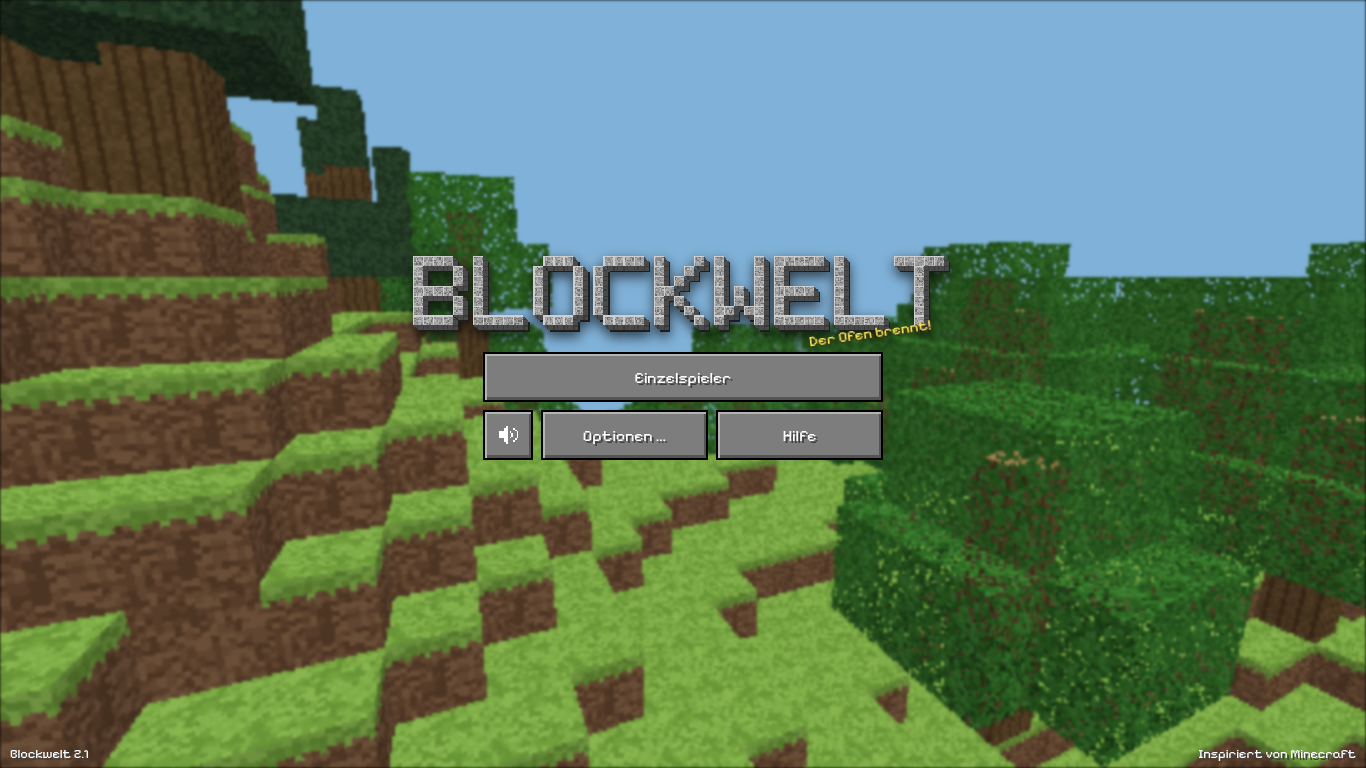 BLOCKWELT
Der Ofen brennt!
Einzelspieler
Optionen ...
Hilfe
Blockwelt 2.1
Inspiriert von Minecraft